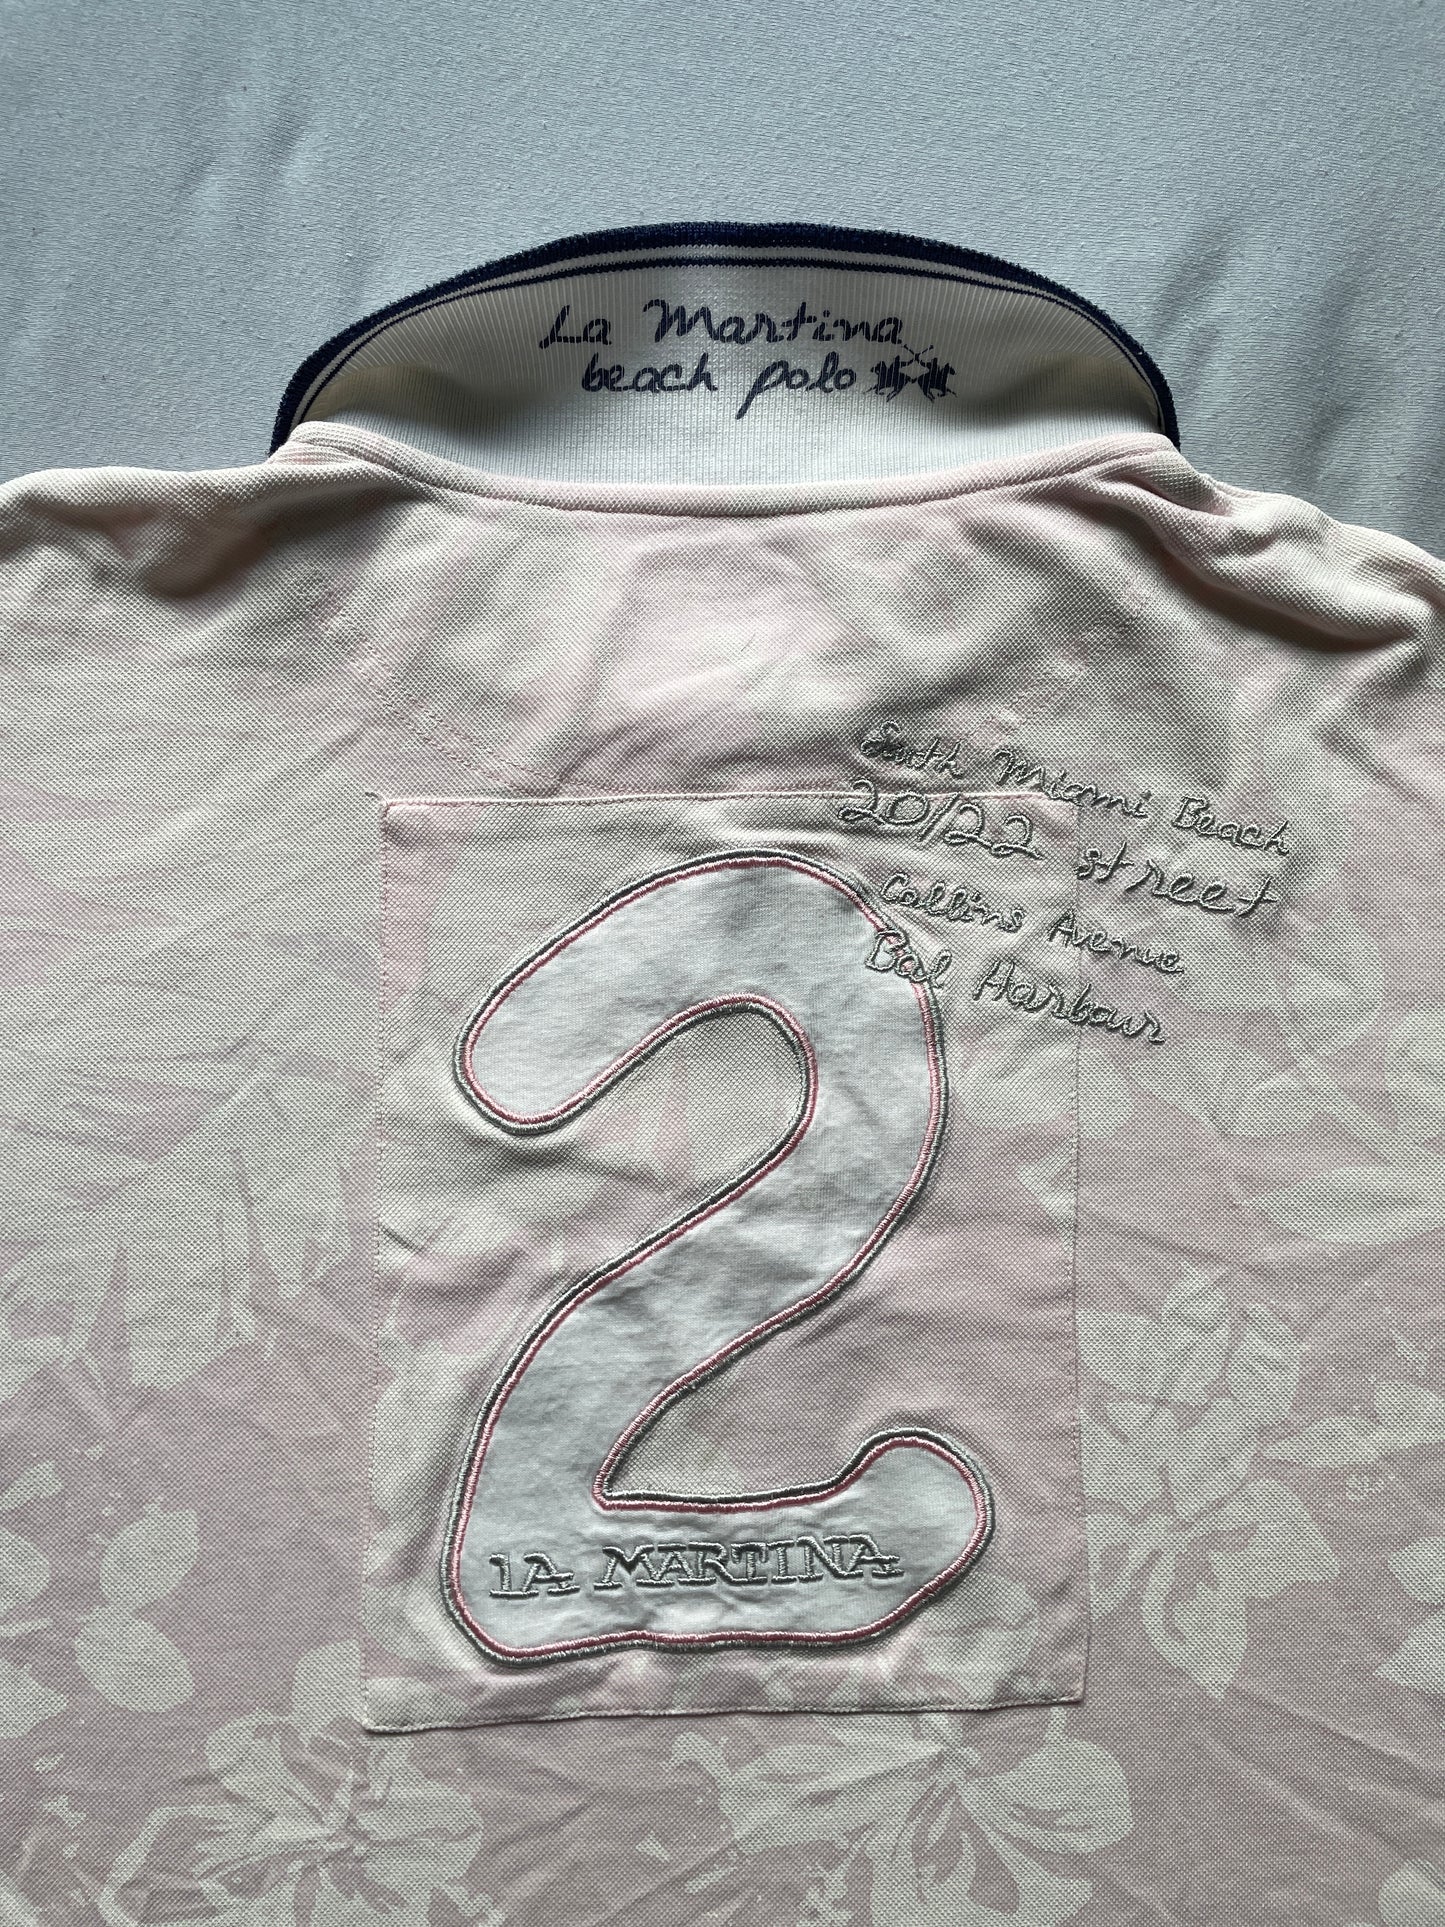 La Martina
beach polo
South Miami Beach
20/22 street
Collins Avenue
Bal Harbour
2
LA MARTINA